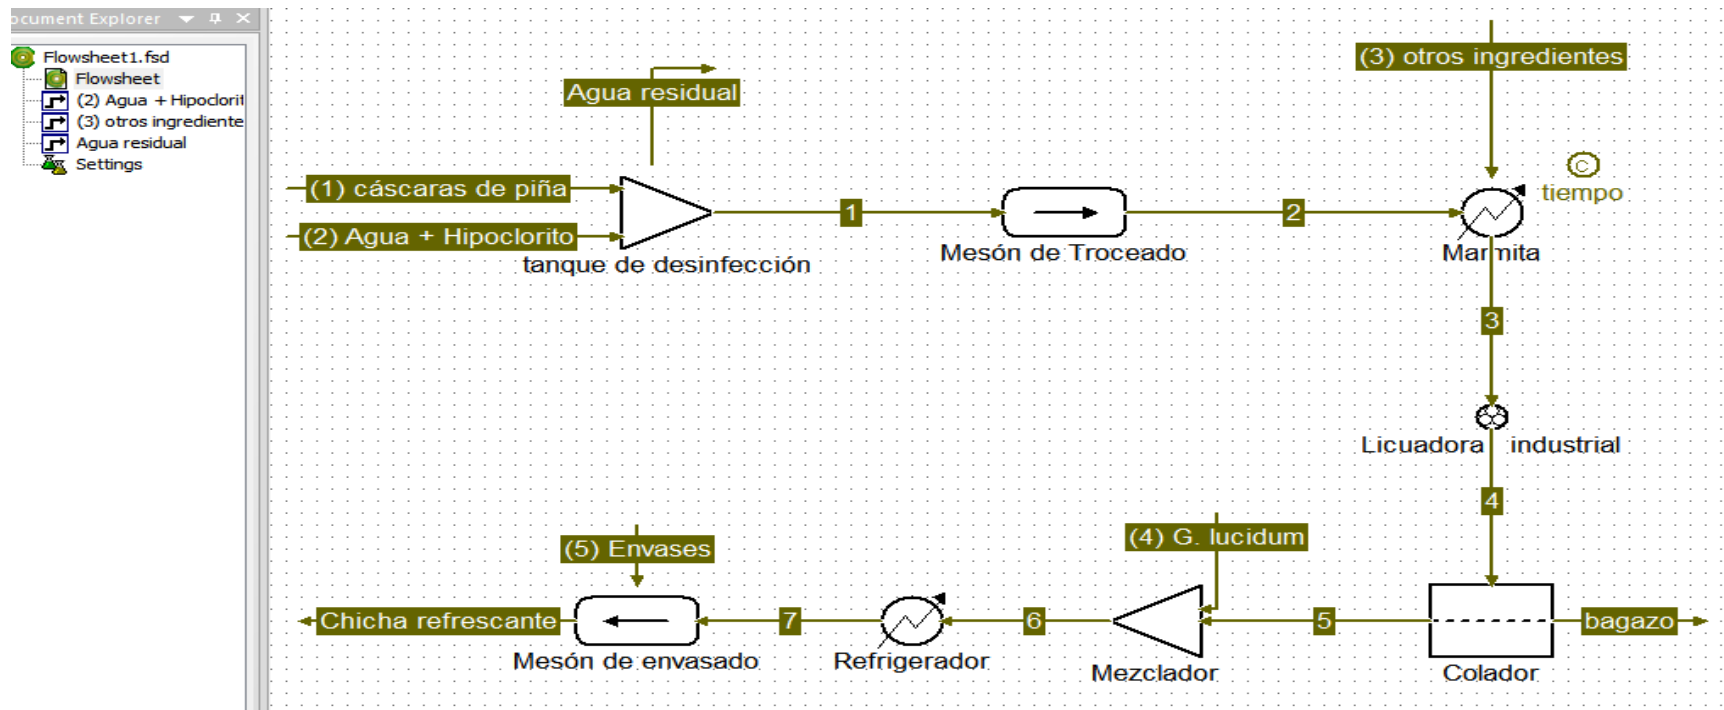 ocument Explorer
Flowsheet1.fsd
Flowsheet
(2) Agua + Hipoclorit
(3) otros ingrediente
Agua residual
Settings
(3) otros ingredientes
Agua residual
C
tiempo
(1) cáscaras de piña
1
2
(2) Agua + Hipoclorito
tanque de desinfección
Mesón de Troceado
Marmita
3
Licuadora industrial
4
(4) G. lucidum
(5) Envases
Chicha refrescante
7
6
5
bagazo
Mesón de envasado
Refrigerador
Mezclador
Colador